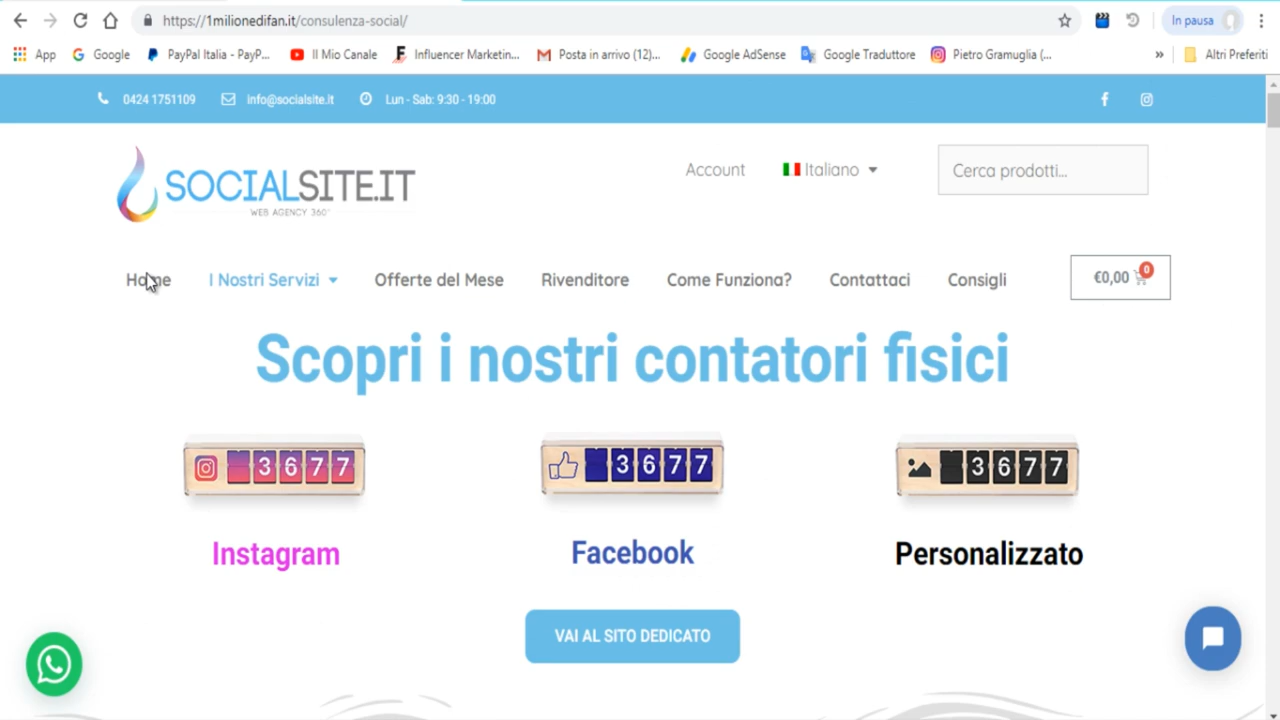 https://1milionedifan.it/consulenza-social/ In pausa
App Google PayPal Italia - PayP... Il Mio Canale Influencer Marketin... Posta in arrivo (12)... Google AdSense Google Traduttore Pietro Gramuglia (... » Altri Preferiti
0424 1751109 info@socialsite.it Lun - Sab: 9:30 - 19:00
SOCIALSITE.IT
WEB AGENCY 360°
Account Italiano Cerca prodotti...
Home I Nostri Servizi Offerte del Mese Rivenditore Come Funziona? Contattaci Consigli €0,00 0
Scopri i nostri contatori fisici
3677 3677 3677
Instagram Facebook Personalizzato
VAI AL SITO DEDICATO